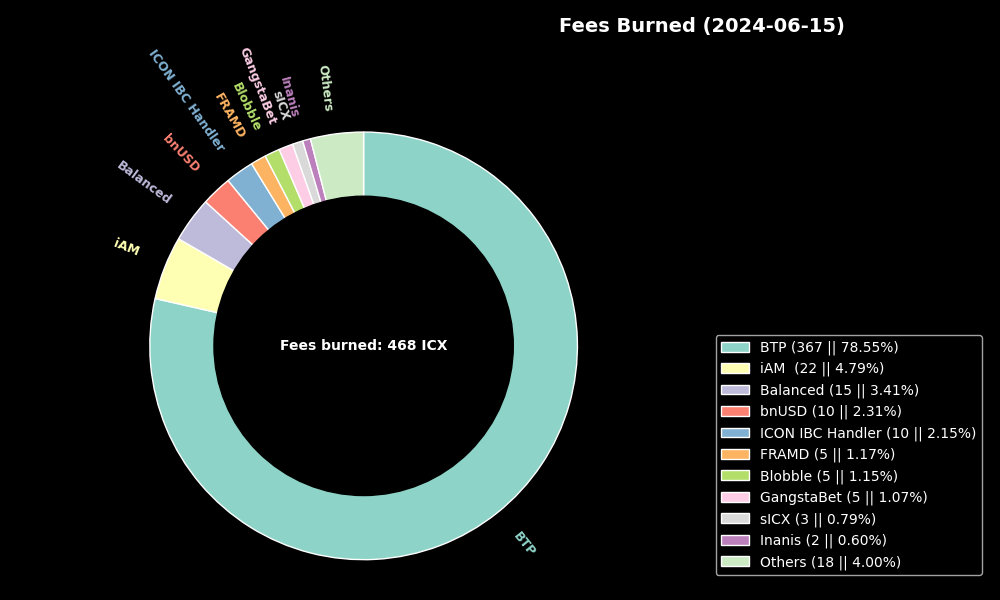 Fees Burned (2024-06-15)
ICON IBC Handler
GangstaBet
Others
Inanis
sICX
Blobble
FRAMD
bnUSD
Balanced
iAM
Fees burned: 468 ICX
BTP
BTP (367 || 78.55%)
iAM  (22 || 4.79%)
Balanced (15 || 3.41%)
bnUSD (10 || 2.31%)
ICON IBC Handler (10 || 2.15%)
FRAMD (5 || 1.17%)
Blobble (5 || 1.15%)
GangstaBet (5 || 1.07%)
sICX (3 || 0.79%)
Inanis (2 || 0.60%)
Others (18 || 4.00%)